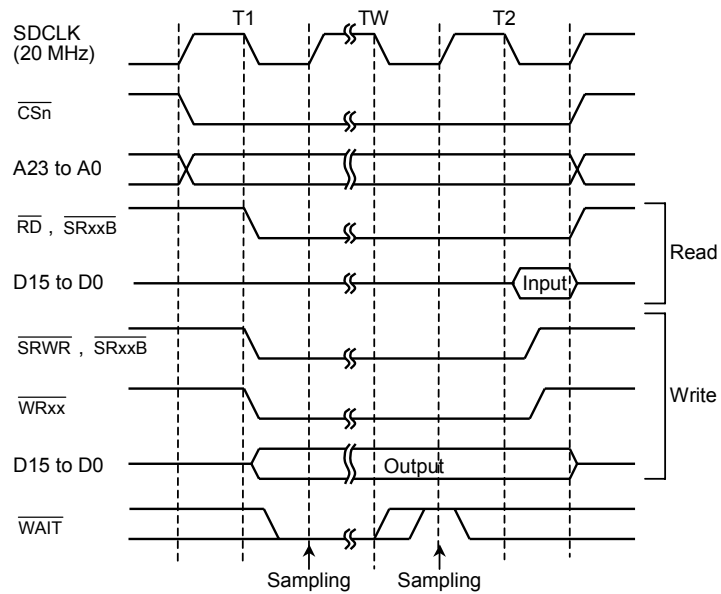 T1 TW T2
SDCLK
(20 MHz)
CSn
A23 to A0
RD , SRxxB
D15 to D0
Input
Read
SRWR , SRxxB
WRxx
Write
D15 to D0
Output
WAIT
Sampling Sampling